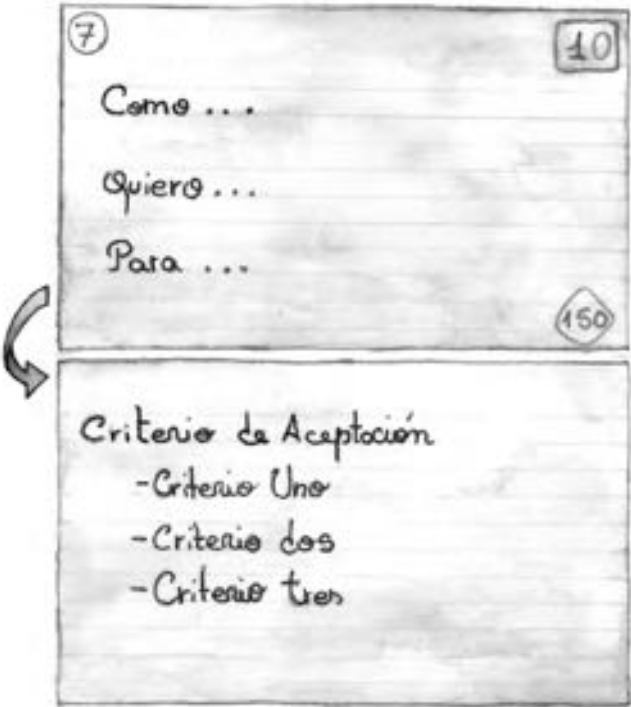 7
10
Como ...
Quiero ...
Para ...
150
Criterio de Aceptación
- Criterio Uno
- Criterio dos
- Criterio tres